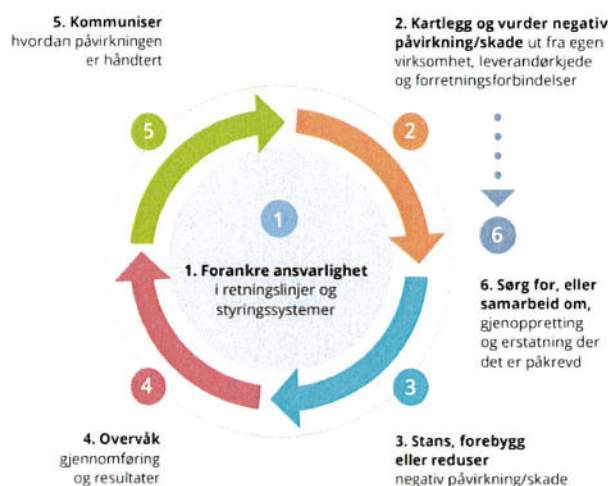 5. Kommuniser
hvordan påvirkningen
er håndtert
2. Kartlegg og vurder negativ
påvirkning/skade ut fra egen
virksomhet, leverandørkjede
og forretningsforbindelser
5
2
1
6
1. Forankre ansvarlighet
i retningslinjer og
styringssystemer
6. Sørg for, eller
samarbeid om,
gjenoppretting
og erstatning der
det er påkrevd
4
3
4. Overvåk
gjennomføring
og resultater
3. Stans, forebygg
eller reduser
negativ påvirkning/skade